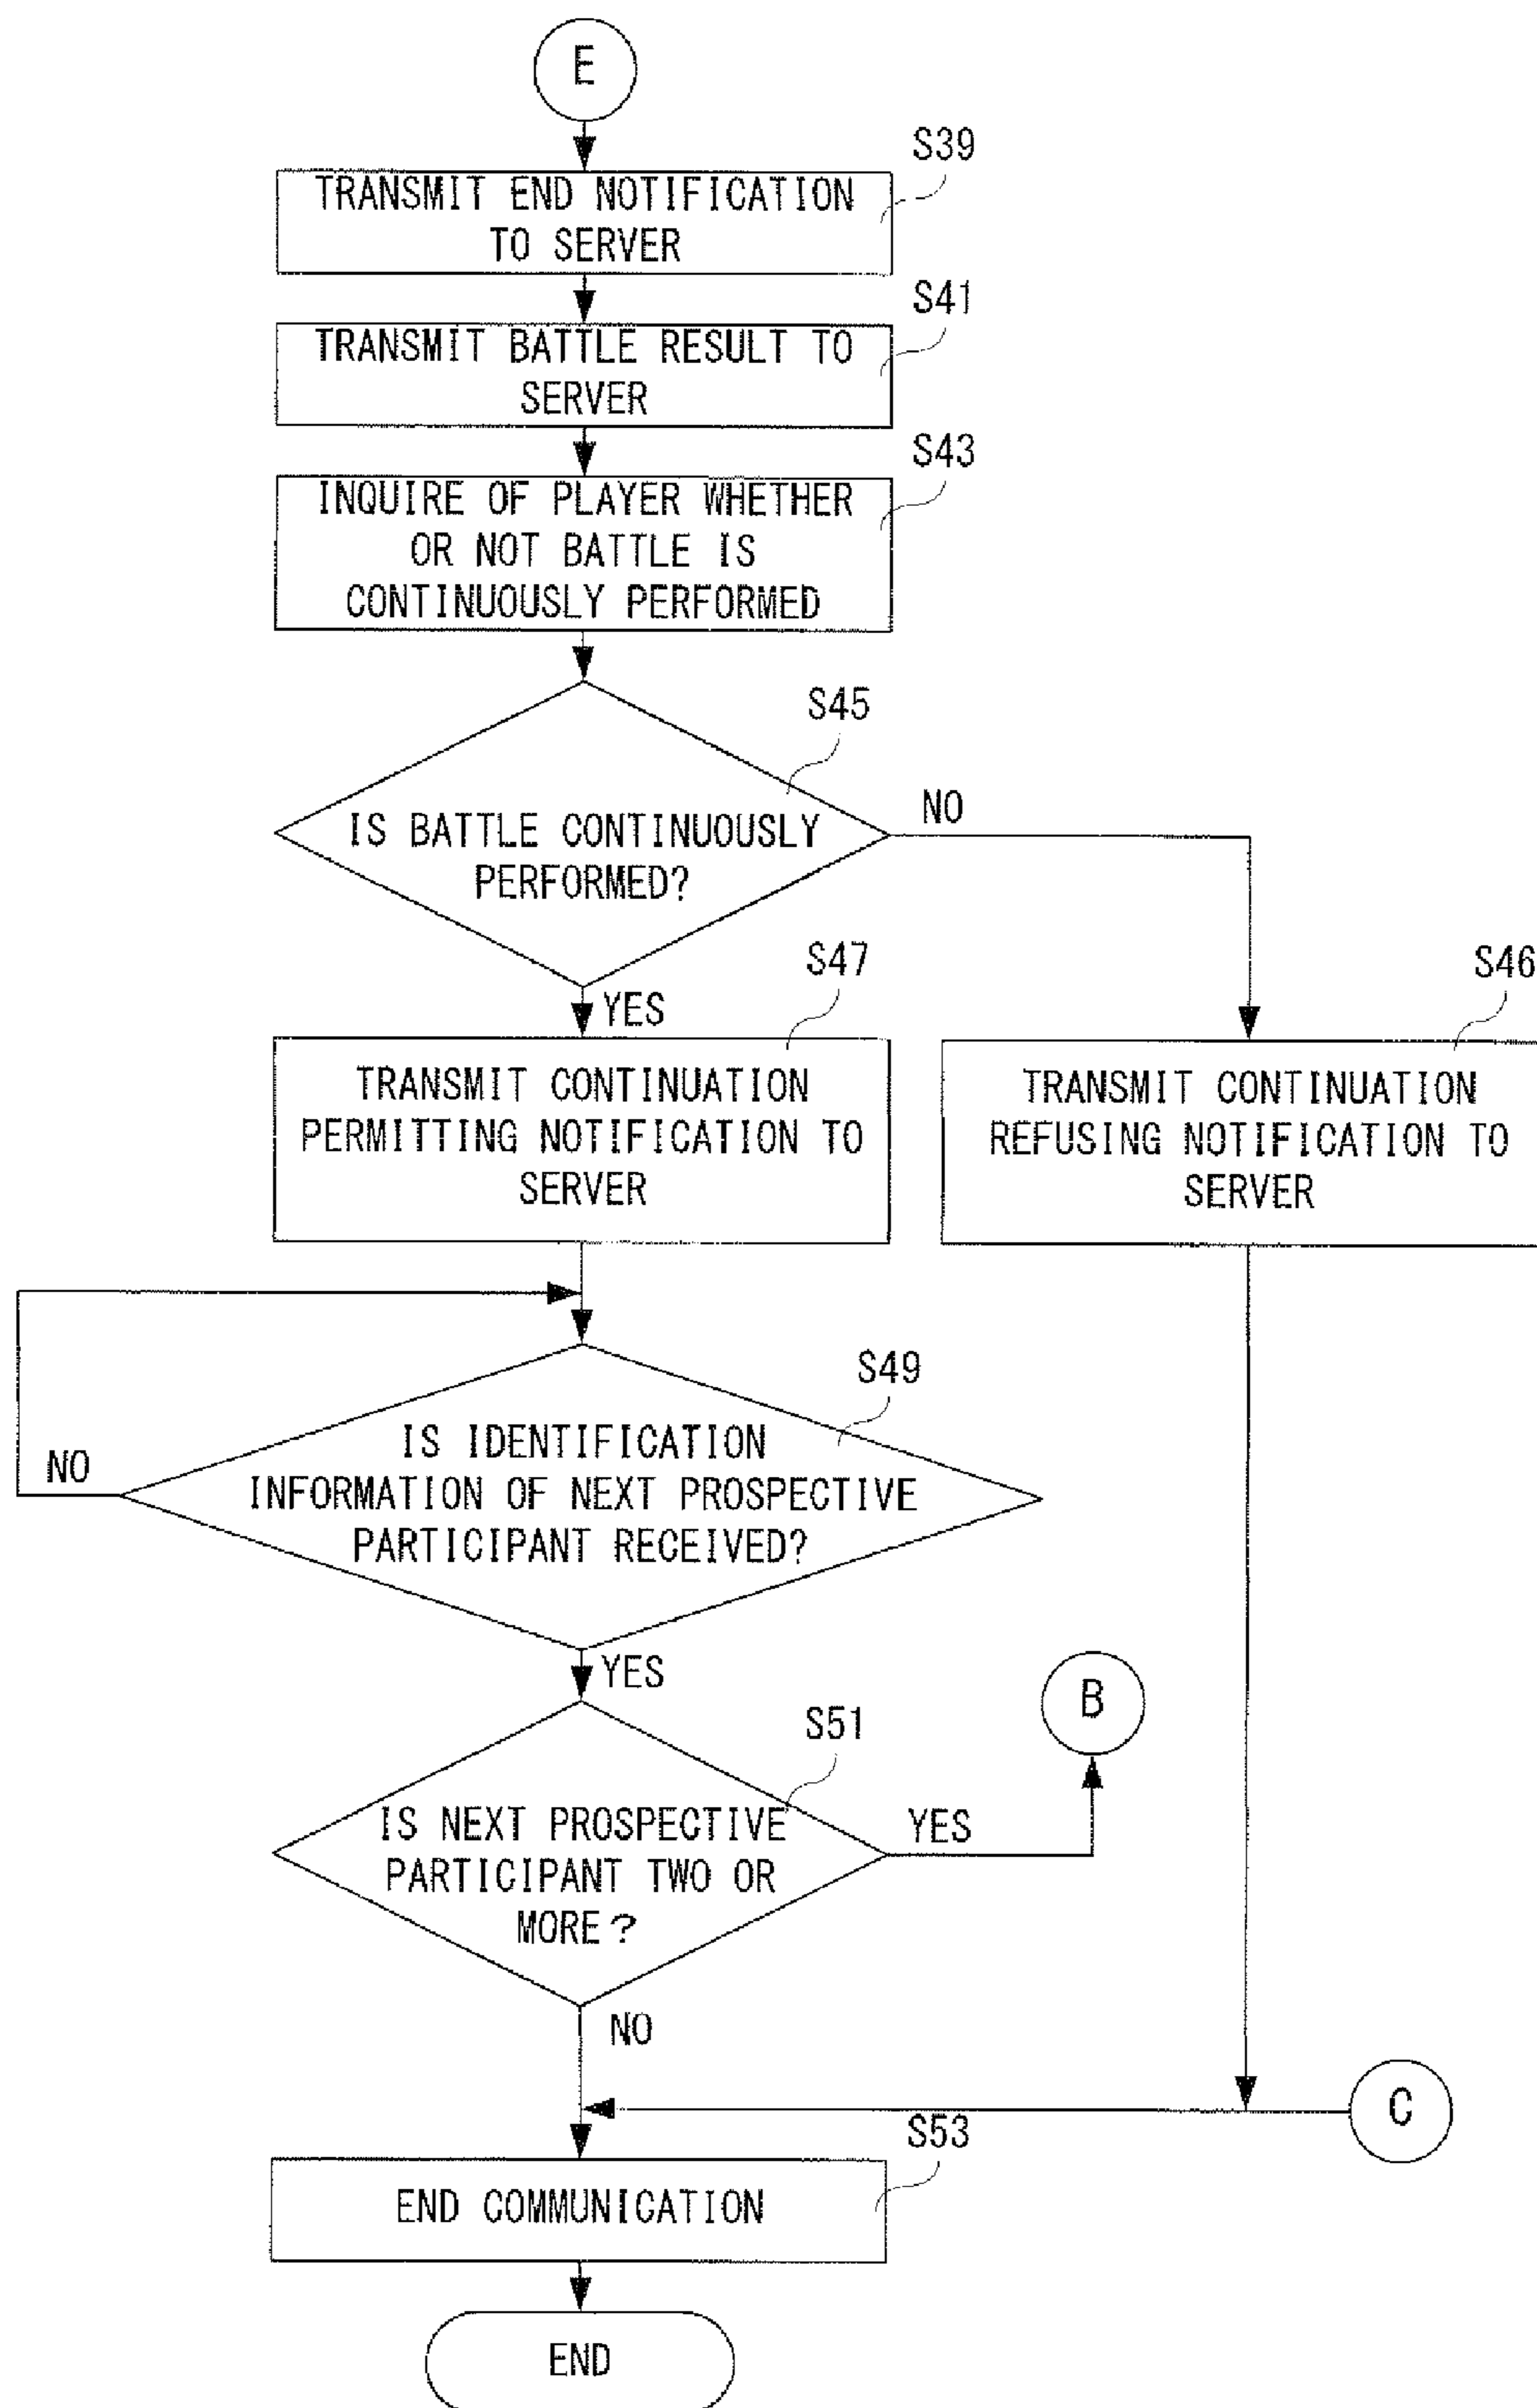 E
S39
TRANSMIT END NOTIFICATION
TO SERVER
S41
TRANSMIT BATTLE RESULT TO
SERVER
S43
INQUIRE OF PLAYER WHETHER
OR NOT BATTLE IS
CONTINUOUSLY PERFORMED
S45
IS BATTLE CONTINUOUSLY
PERFORMED?
NO
YES
S47
TRANSMIT CONTINUATION
PERMITTING NOTIFICATION TO
SERVER
S46
TRANSMIT CONTINUATION
REFUSING NOTIFICATION TO
SERVER
S49
IS IDENTIFICATION
INFORMATION OF NEXT PROSPECTIVE
PARTICIPANT RECEIVED?
NO
YES
B
S51
IS NEXT PROSPECTIVE
PARTICIPANT TWO OR
MORE?
YES
NO
C
S53
END COMMUNICATION
END